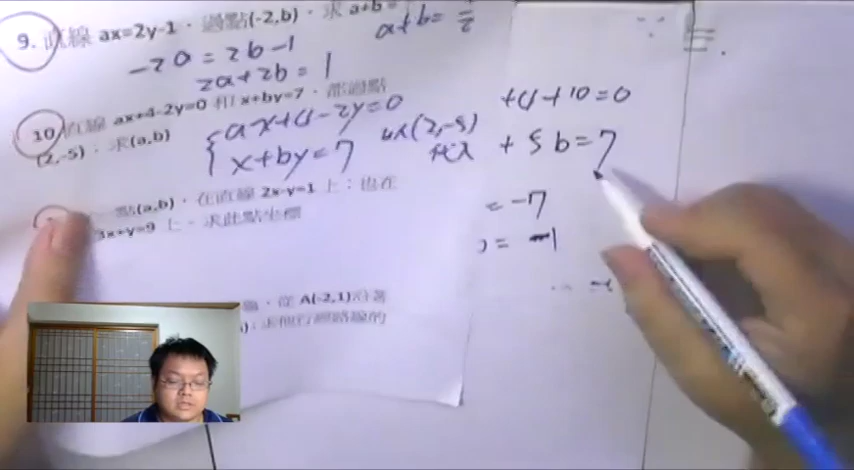 9. 直線 ax=2y-1，過點(-2,b)，求 a+b=
a+b= 1/2
-2a=2b-1
2a+2b=1
10 直線 ax+4-2y=0 和 x+by=7，都過點
(2,-5)，求(a,b)
{ax+4-2y=0
x+by=7
以(2,-5)
代入
+4+10=0
+5b=7
=-7
= -1
點(a,b)，在直線 2x-y=1 上；也在
3x+y=9 上，求此點坐標
，從 A(-2,1)沿著